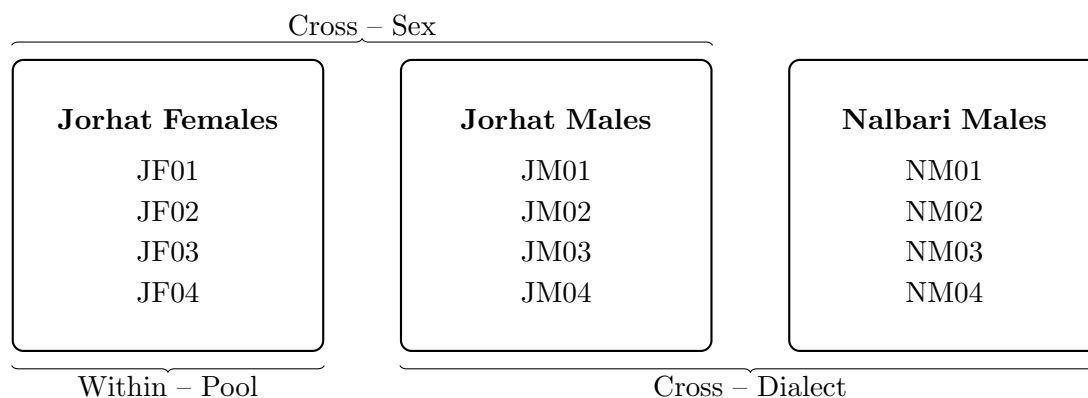 Cross – Sex
Jorhat Females
JF01
JF02
JF03
JF04
Jorhat Males
JM01
JM02
JM03
JM04
Nalbari Males
NM01
NM02
NM03
NM04
Within – Pool
Cross – Dialect